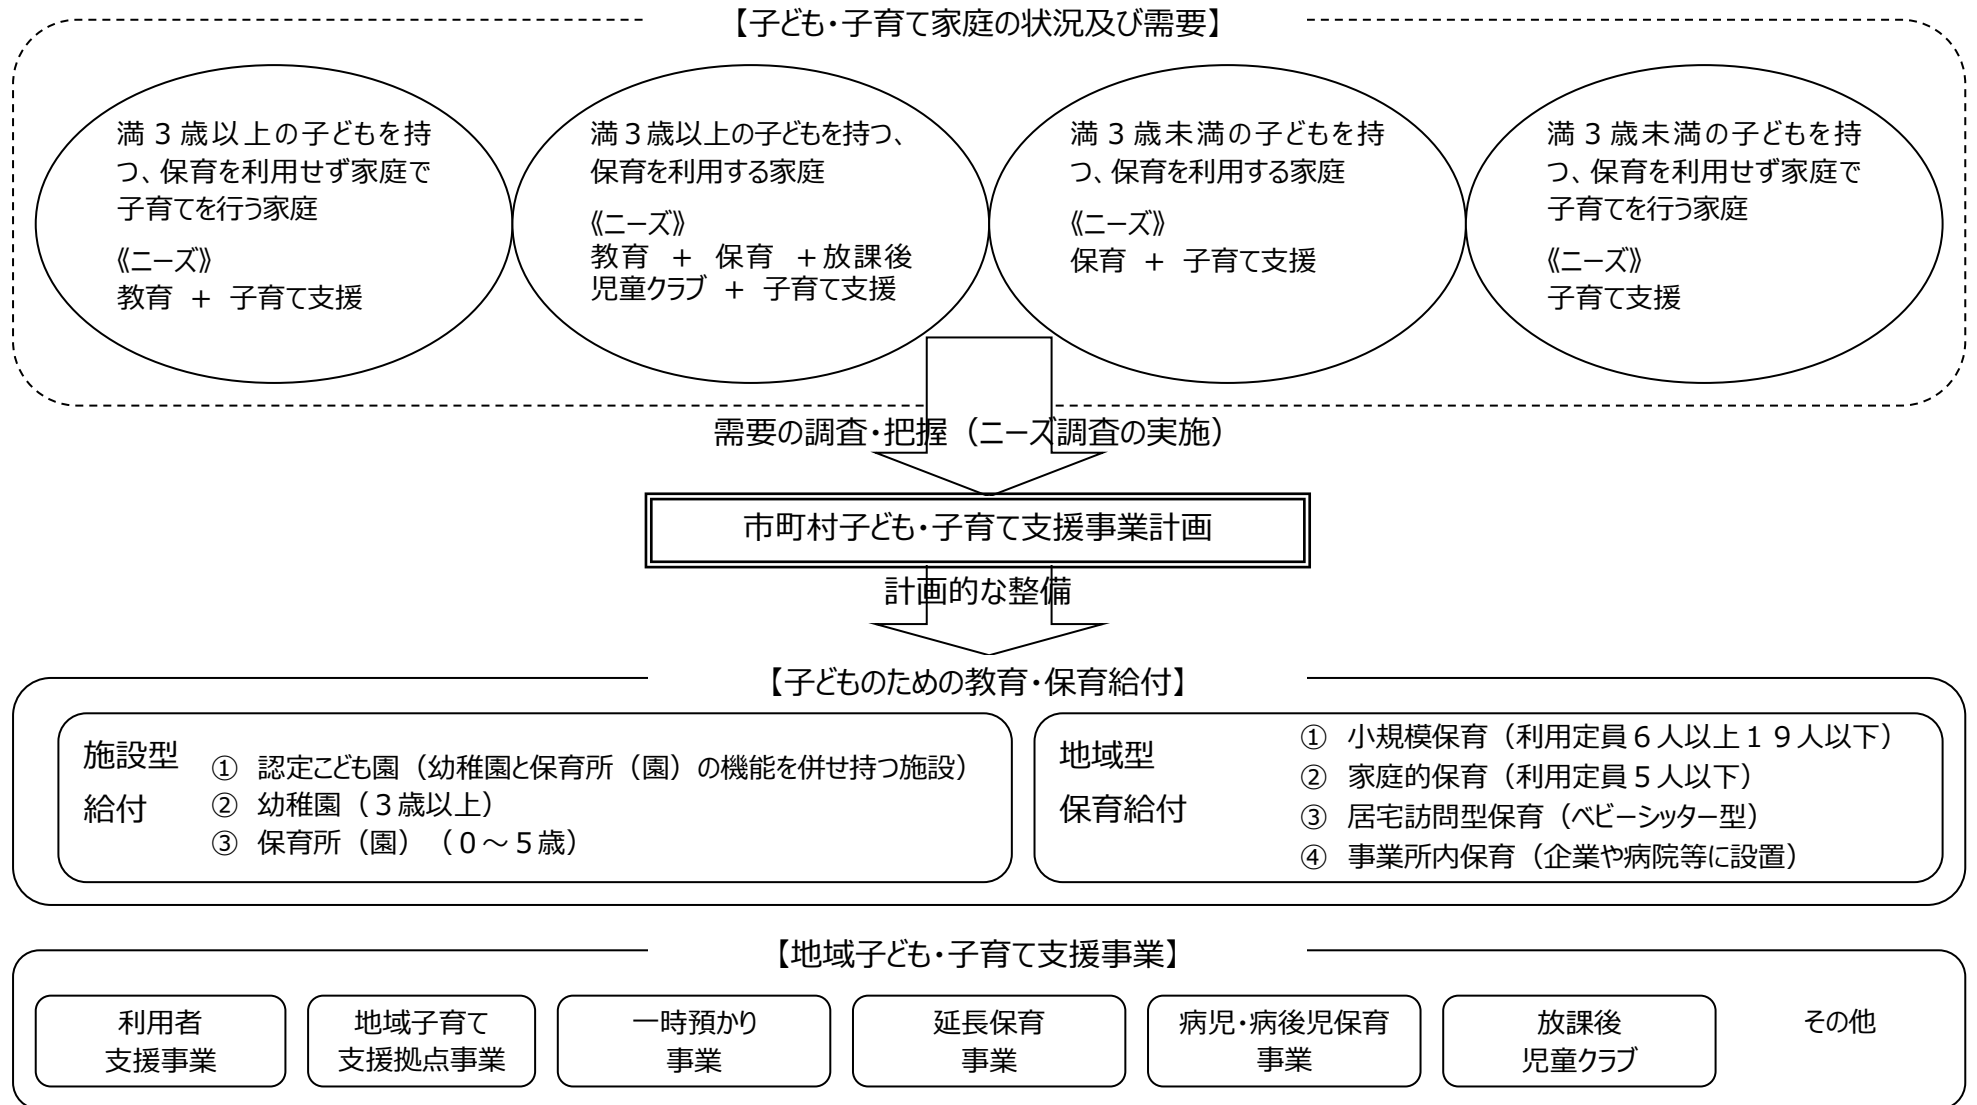 【子ども・子育て家庭の状況及び需要】
満３歳以上の子どもを持
つ、保育を利用せず家庭で
子育てを行う家庭
《ニーズ》
教育 + 子育て支援
満３歳以上の子どもを持つ、
保育を利用する家庭
《ニーズ》
教育 + 保育 +放課後
児童クラブ + 子育て支援
満３歳未満の子どもを持
つ、保育を利用する家庭
《ニーズ》
保育 + 子育て支援
満３歳未満の子どもを持
つ、保育を利用せず家庭で
子育てを行う家庭
《ニーズ》
子育て支援
需要の調査・把握（ニーズ調査の実施）
市町村子ども・子育て支援事業計画
計画的な整備
【子どものための教育・保育給付】
施設型
給付
① 認定こども園（幼稚園と保育所（園）の機能を併せ持つ施設）
② 幼稚園（３歳以上）
③ 保育所（園）（０～５歳）
地域型
保育給付
① 小規模保育（利用定員６人以上１９人以下）
② 家庭的保育（利用定員５人以下）
③ 居宅訪問型保育（ベビーシッター型）
④ 事業所内保育（企業や病院等に設置）
【地域子ども・子育て支援事業】
利用者
支援事業
地域子育て
支援拠点事業
一時預かり
事業
延長保育
事業
病児・病後児保育
事業
放課後
児童クラブ
その他